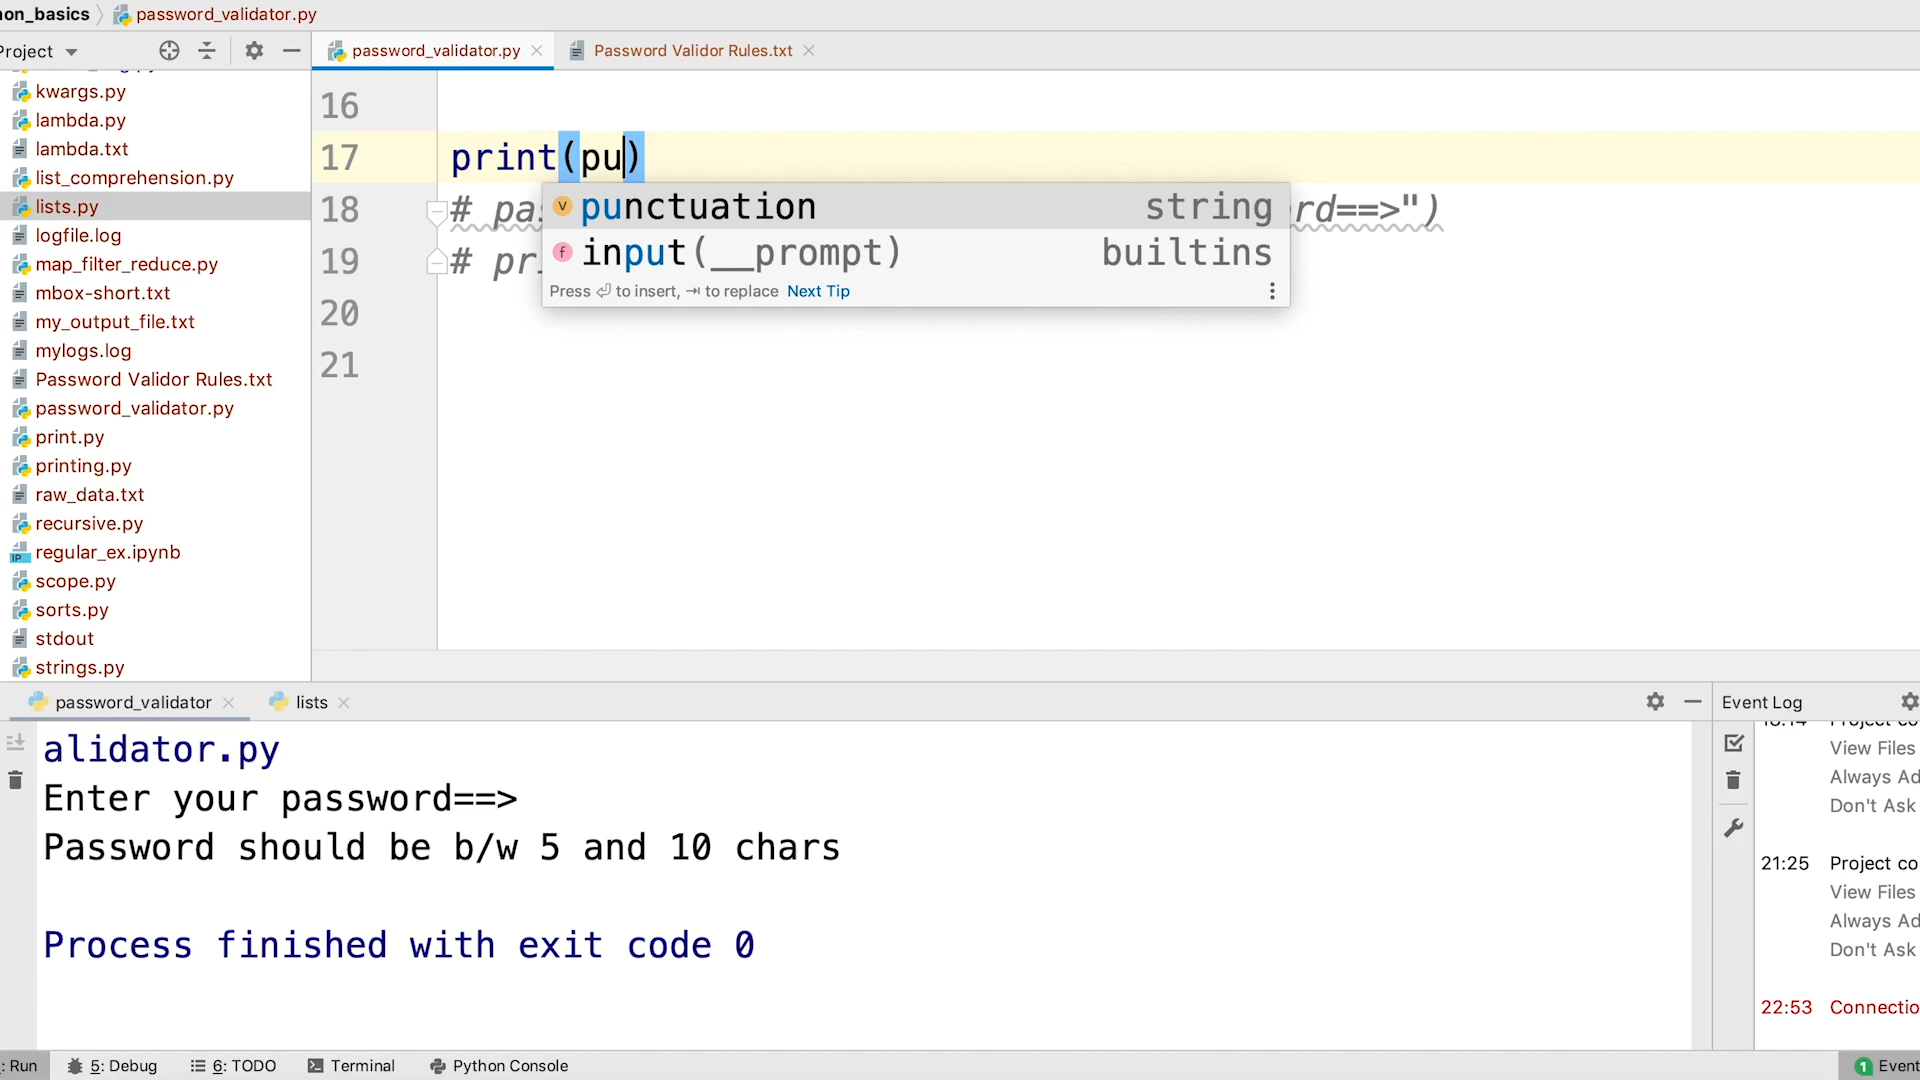 on_basics password_validator.py
Project
password_validator.py
Password Validor Rules.txt
kwargs.py
lambda.py
lambda.txt
list_comprehension.py
lists.py
logfile.log
map_filter_reduce.py
mbox-short.txt
my_output_file.txt
mylogs.log
Password Validor Rules.txt
password_validator.py
print.py
printing.py
raw_data.txt
recursive.py
regular_ex.ipynb
scope.py
sorts.py
stdout
strings.py
16
17 print(pu)
18 # pas rd==>")
19 # pri
20
21
v punctuation string
f input(__prompt) builtins
Press ⏎ to insert, ⇥ to replace Next Tip
password_validator
lists
alidator.py
Enter your password==>
Password should be b/w 5 and 10 chars
Process finished with exit code 0
Event Log
View Files
Always Ad
Don't Ask
21:25 Project co
View Files
Always Ad
Don't Ask
22:53 Connectio
: Run
5: Debug
6: TODO
Terminal
Python Console
1 Event